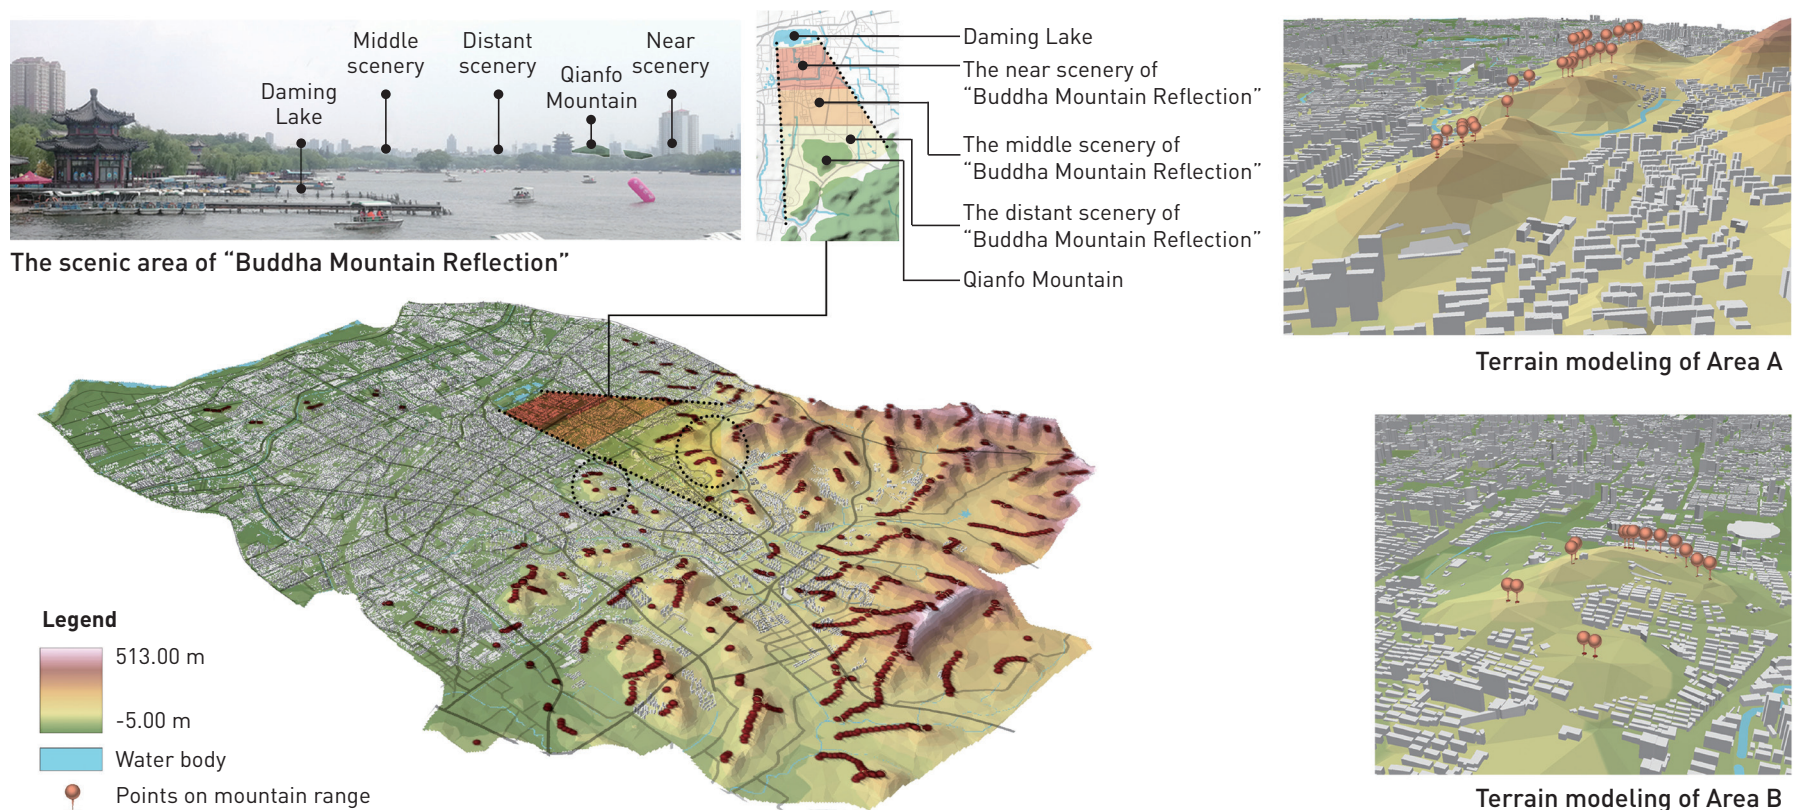 Middle
scenery
Distant
scenery
Near
scenery
Qianfo
Mountain
Daming
Lake
The scenic area of “Buddha Mountain Reflection”
Daming Lake
The near scenery of
“Buddha Mountain Reflection”
The middle scenery of
“Buddha Mountain Reflection”
The distant scenery of
“Buddha Mountain Reflection”
Qianfo Mountain
Terrain modeling of Area A
Terrain modeling of Area B
Legend
513.00 m
-5.00 m
Water body
Points on mountain range